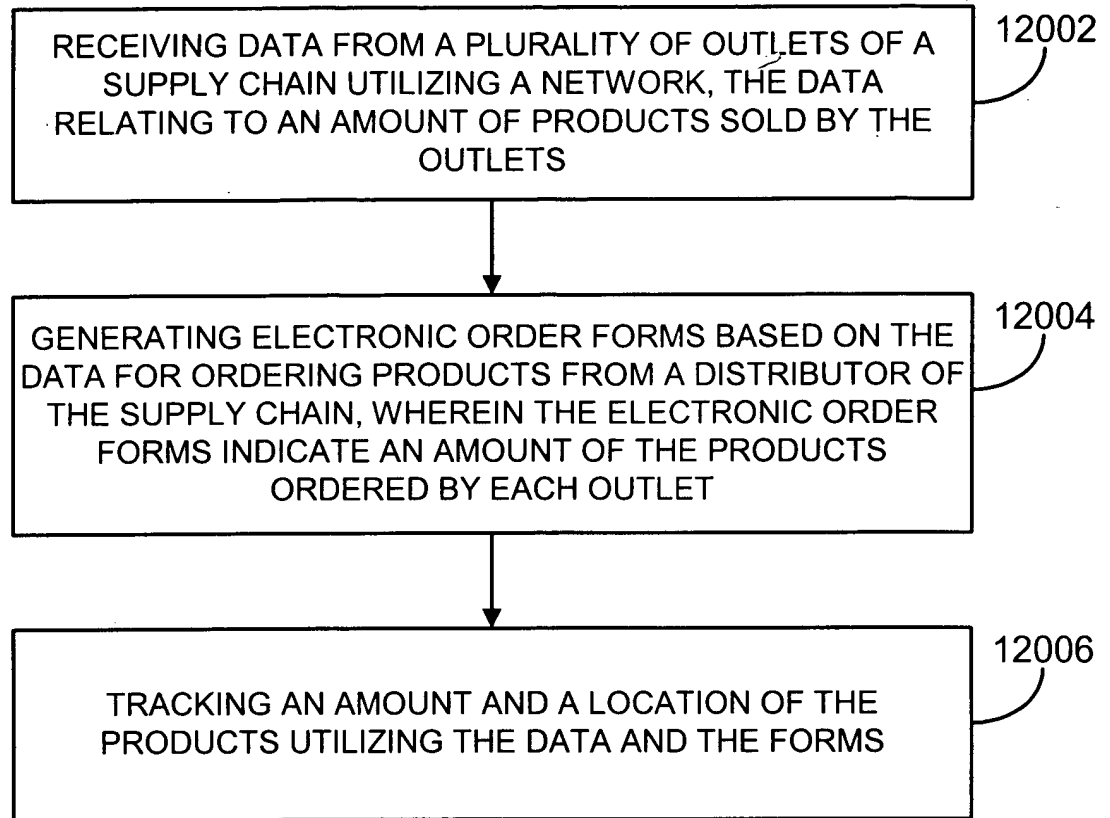 RECEIVING DATA FROM A PLURALITY OF OUTLETS OF A
SUPPLY CHAIN UTILIZING A NETWORK, THE DATA
RELATING TO AN AMOUNT OF PRODUCTS SOLD BY THE
OUTLETS
12002
GENERATING ELECTRONIC ORDER FORMS BASED ON THE
DATA FOR ORDERING PRODUCTS FROM A DISTRIBUTOR OF
THE SUPPLY CHAIN, WHEREIN THE ELECTRONIC ORDER
FORMS INDICATE AN AMOUNT OF THE PRODUCTS
ORDERED BY EACH OUTLET
12004
TRACKING AN AMOUNT AND A LOCATION OF THE
PRODUCTS UTILIZING THE DATA AND THE FORMS
12006